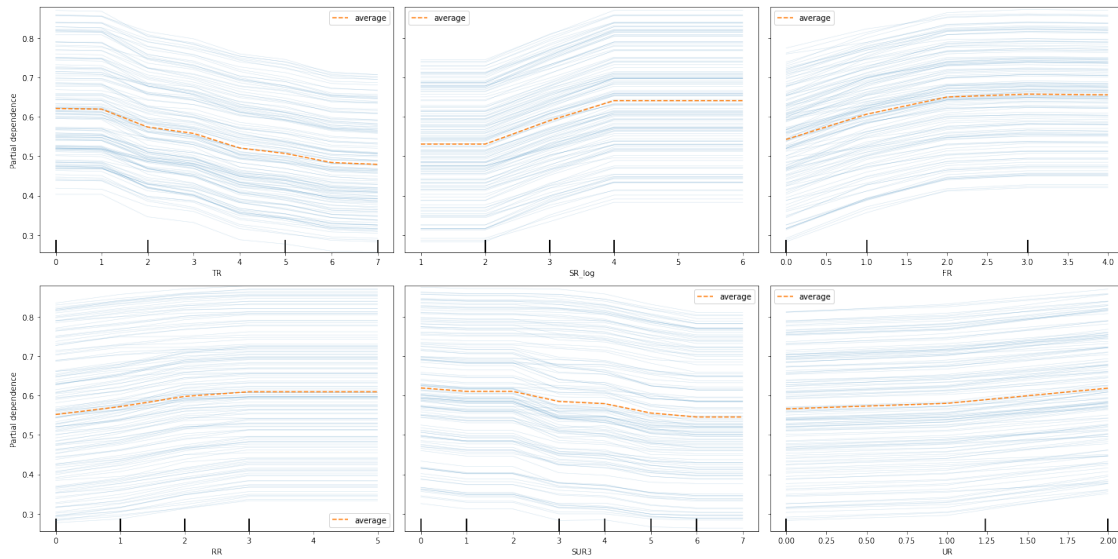 average
average
average
Partial dependence
0.8
0.7
0.6
0.5
0.4
0.3
0 1 2 3 4 5 6 7
TR
1 2 3 4 5 6
SR_log
0.0 0.5 1.0 1.5 2.0 2.5 3.0 3.5 4.0
FR
average
average
average
Partial dependence
0.8
0.7
0.6
0.5
0.4
0.3
0 1 2 3 4 5
RR
0 1 2 3 4 5 6 7
SUR3
0.00 0.25 0.50 0.75 1.00 1.25 1.50 1.75 2.00
UR